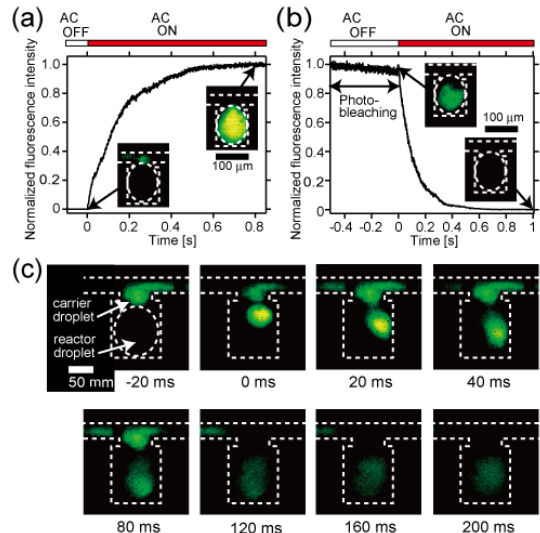 (a)
AC OFF
AC ON
Normalized fluorescence intensity
1.0
0.8
0.6
0.4
0.2
0
100 μm
0
0.2
0.4
0.6
0.8
Time [s]
(b)
AC OFF
AC ON
Normalized fluorescence intensity
1.0
0.8
0.6
0.4
0.2
0
Photo-
bleaching
100 μm
-0.4
-0.2
0
0.2
0.4
0.6
0.8
1
Time [s]
(c)
carrier
droplet
reactor
droplet
50 mm
-20 ms
0 ms
20 ms
40 ms
80 ms
120 ms
160 ms
200 ms